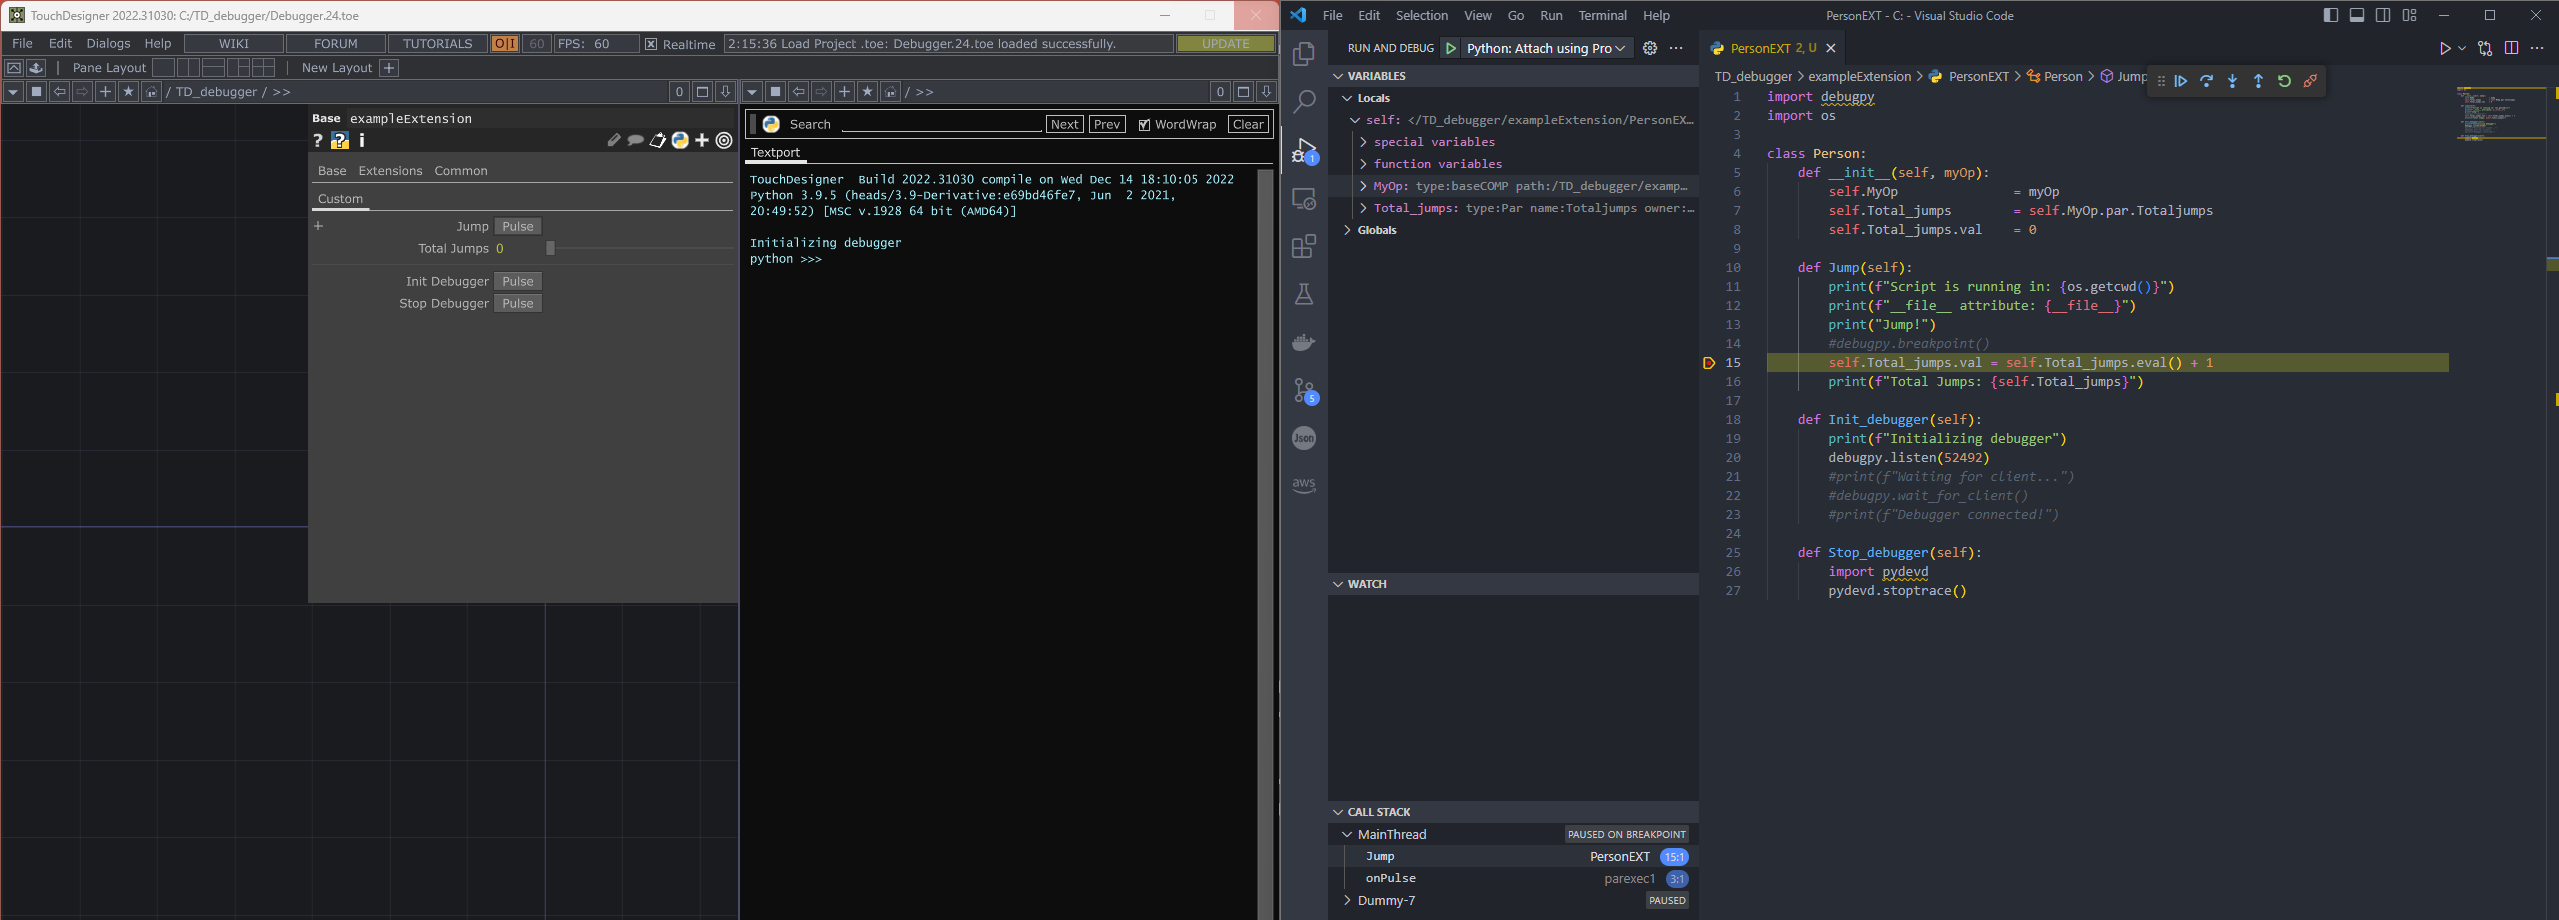 TouchDesigner 2022.31030: C:/TD_debugger/Debugger.24.toe
File Edit Dialogs Help WIKI FORUM TUTORIALS O|I 60 FPS: 60 Realtime 2:15:36 Load Project .toe: Debugger.24.toe loaded successfully. UPDATE
Pane Layout New Layout +
/ TD_debugger / >> 0
/ >> 0
Base exampleExtension
Base Extensions Common
Custom
+ Jump Pulse
Total Jumps 0
Init Debugger Pulse
Stop Debugger Pulse
Search Next Prev WordWrap Clear
Textport
TouchDesigner  Build 2022.31030 compile on Wed Dec 14 18:10:05 2022
Python 3.9.5 (heads/3.9-Derivative:e69bd46fe7, Jun  2 2021,
20:49:52) [MSC v.1928 64 bit (AMD64)]
Initializing debugger
python >>>
File Edit Selection View Go Run Terminal Help PersonEXT - C: - Visual Studio Code
RUN AND DEBUG Python: Attach using Pro
VARIABLES
Locals
self: </TD_debugger/exampleExtension/PersonEX…
special variables
function variables
MyOp: type:baseCOMP path:/TD_debugger/examp…
Total_jumps: type:Par name:Totaljumps owner:…
Globals
WATCH
CALL STACK
MainThread PAUSED ON BREAKPOINT
Jump PersonEXT 15:1
onPulse parexec1 3:1
Dummy-7 PAUSED
1
5
Json
aws
PersonEXT 2, U
TD_debugger > exampleExtension > PersonEXT > Person > Jump
1 import debugpy
2 import os
3
4 class Person:
5 def __init__(self, myOp):
6 self.MyOp = myOp
7 self.Total_jumps = self.MyOp.par.Totaljumps
8 self.Total_jumps.val = 0
9
10 def Jump(self):
11 print(f"Script is running in: {os.getcwd()}")
12 print(f"__file__ attribute: {__file__}")
13 print("Jump!")
14 #debugpy.breakpoint()
15 self.Total_jumps.val = self.Total_jumps.eval() + 1
16 print(f"Total Jumps: {self.Total_jumps}")
17
18 def Init_debugger(self):
19 print(f"Initializing debugger")
20 debugpy.listen(52492)
21 #print(f"Waiting for client...")
22 #debugpy.wait_for_client()
23 #print(f"Debugger connected!")
24
25 def Stop_debugger(self):
26 import pydevd
27 pydevd.stoptrace()